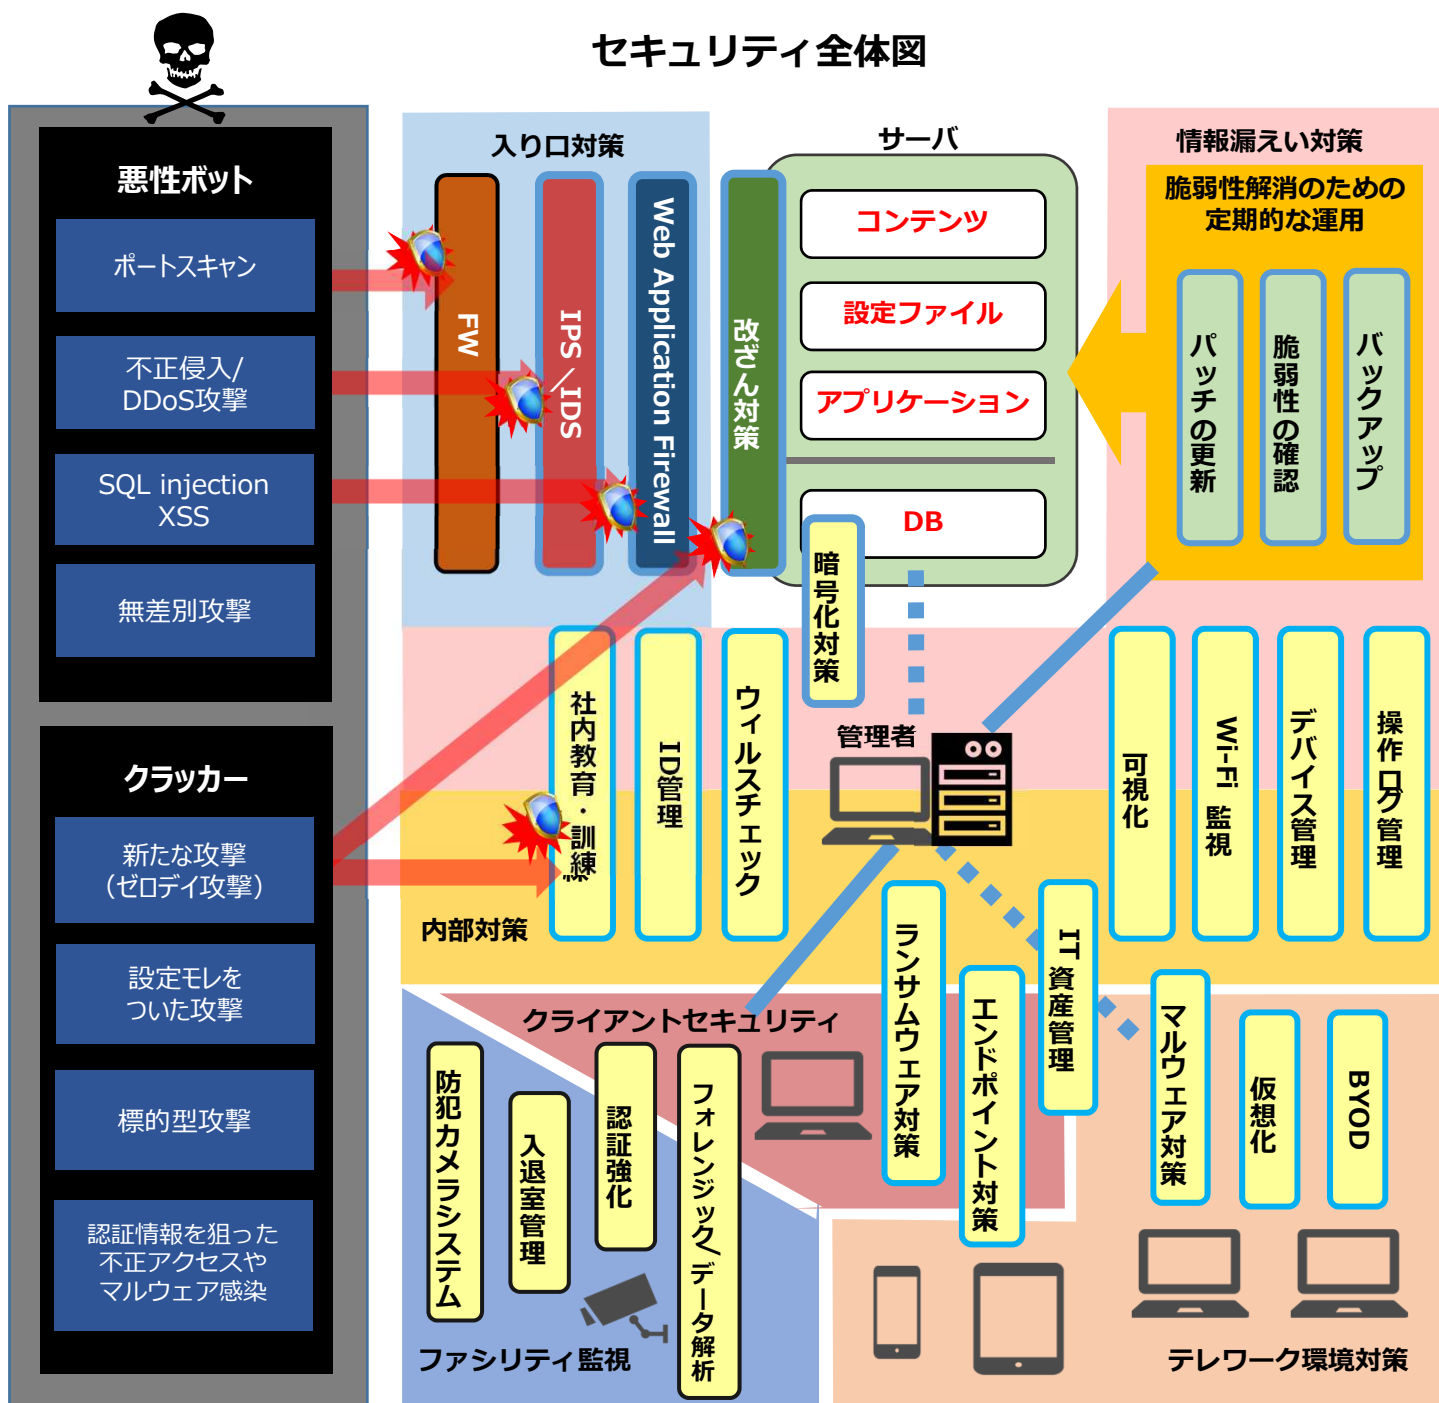 セキュリティ全体図
悪性ボット
ポートスキャン
不正侵入/
DDoS攻撃
SQL injection
XSS
無差別攻撃
クラッカー
新たな攻撃
（ゼロデイ攻撃）
設定モレを
ついた攻撃
標的型攻撃
認証情報を狙った
不正アクセスや
マルウェア感染
入り口対策
FW
IPS／IDS
Web Application Firewall
改ざん対策
サーバ
コンテンツ
設定ファイル
アプリケーション
DB
暗号化対策
情報漏えい対策
脆弱性解消のための
定期的な運用
パッチの更新
脆弱性の確認
バックアップ
社内教育・訓練
ID管理
ウィルスチェック
管理者
可視化
Wi-Fi監視
デバイス管理
操作ログ管理
内部対策
クライアントセキュリティ
ランサムウェア対策
エンドポイント対策
IT資産管理
マルウェア対策
仮想化
BYOD
防犯カメラシステム
入退室管理
認証強化
フォレンジック/データ解析
ファシリティ監視
テレワーク環境対策